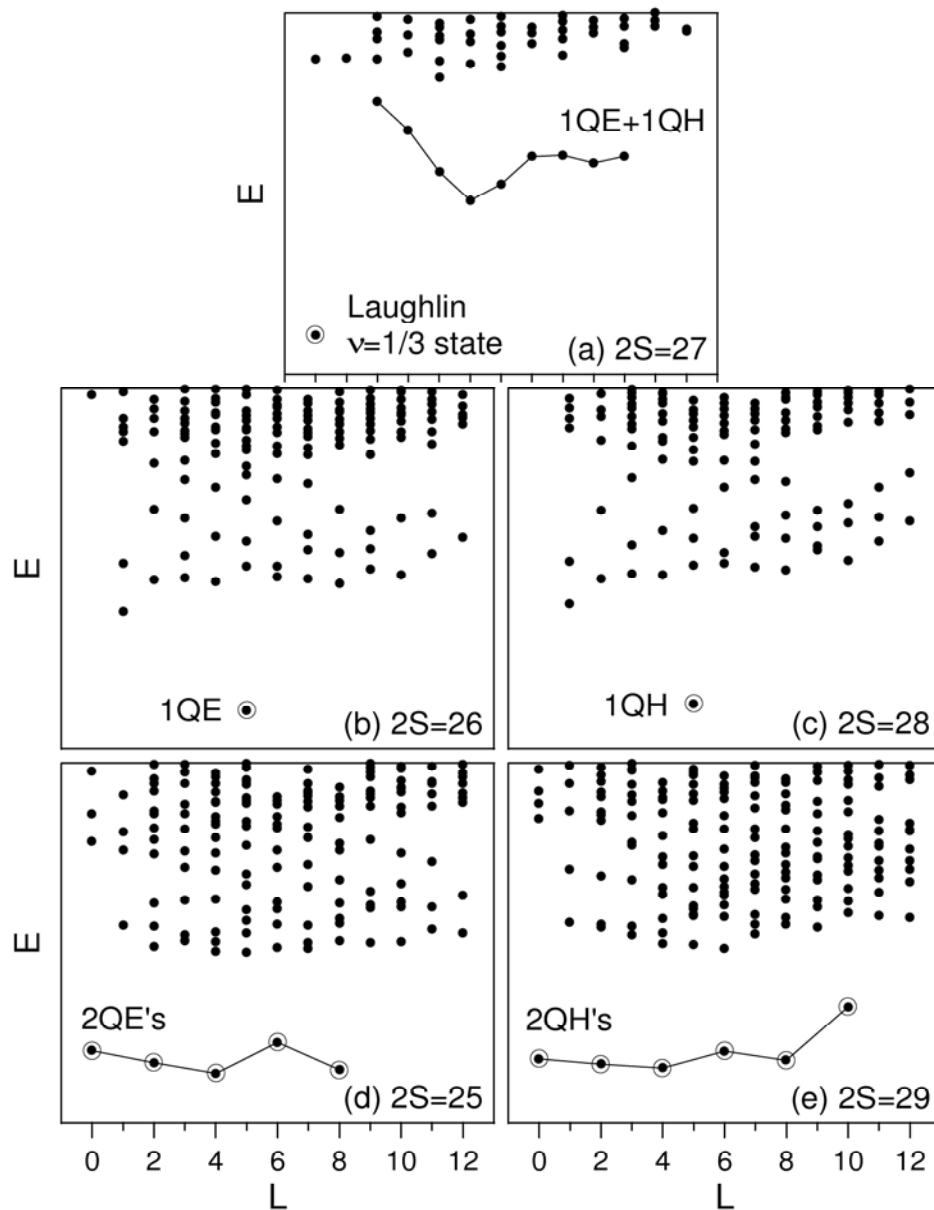 1QE+1QH
E
Laughlin
ν=1/3 state
(a) 2S=27
E
1QE
(b) 2S=26
1QH
(c) 2S=28
E
2QE's
(d) 2S=25
2QH's
(e) 2S=29
0 2 4 6 8 10 12
0 2 4 6 8 10 12
L
L